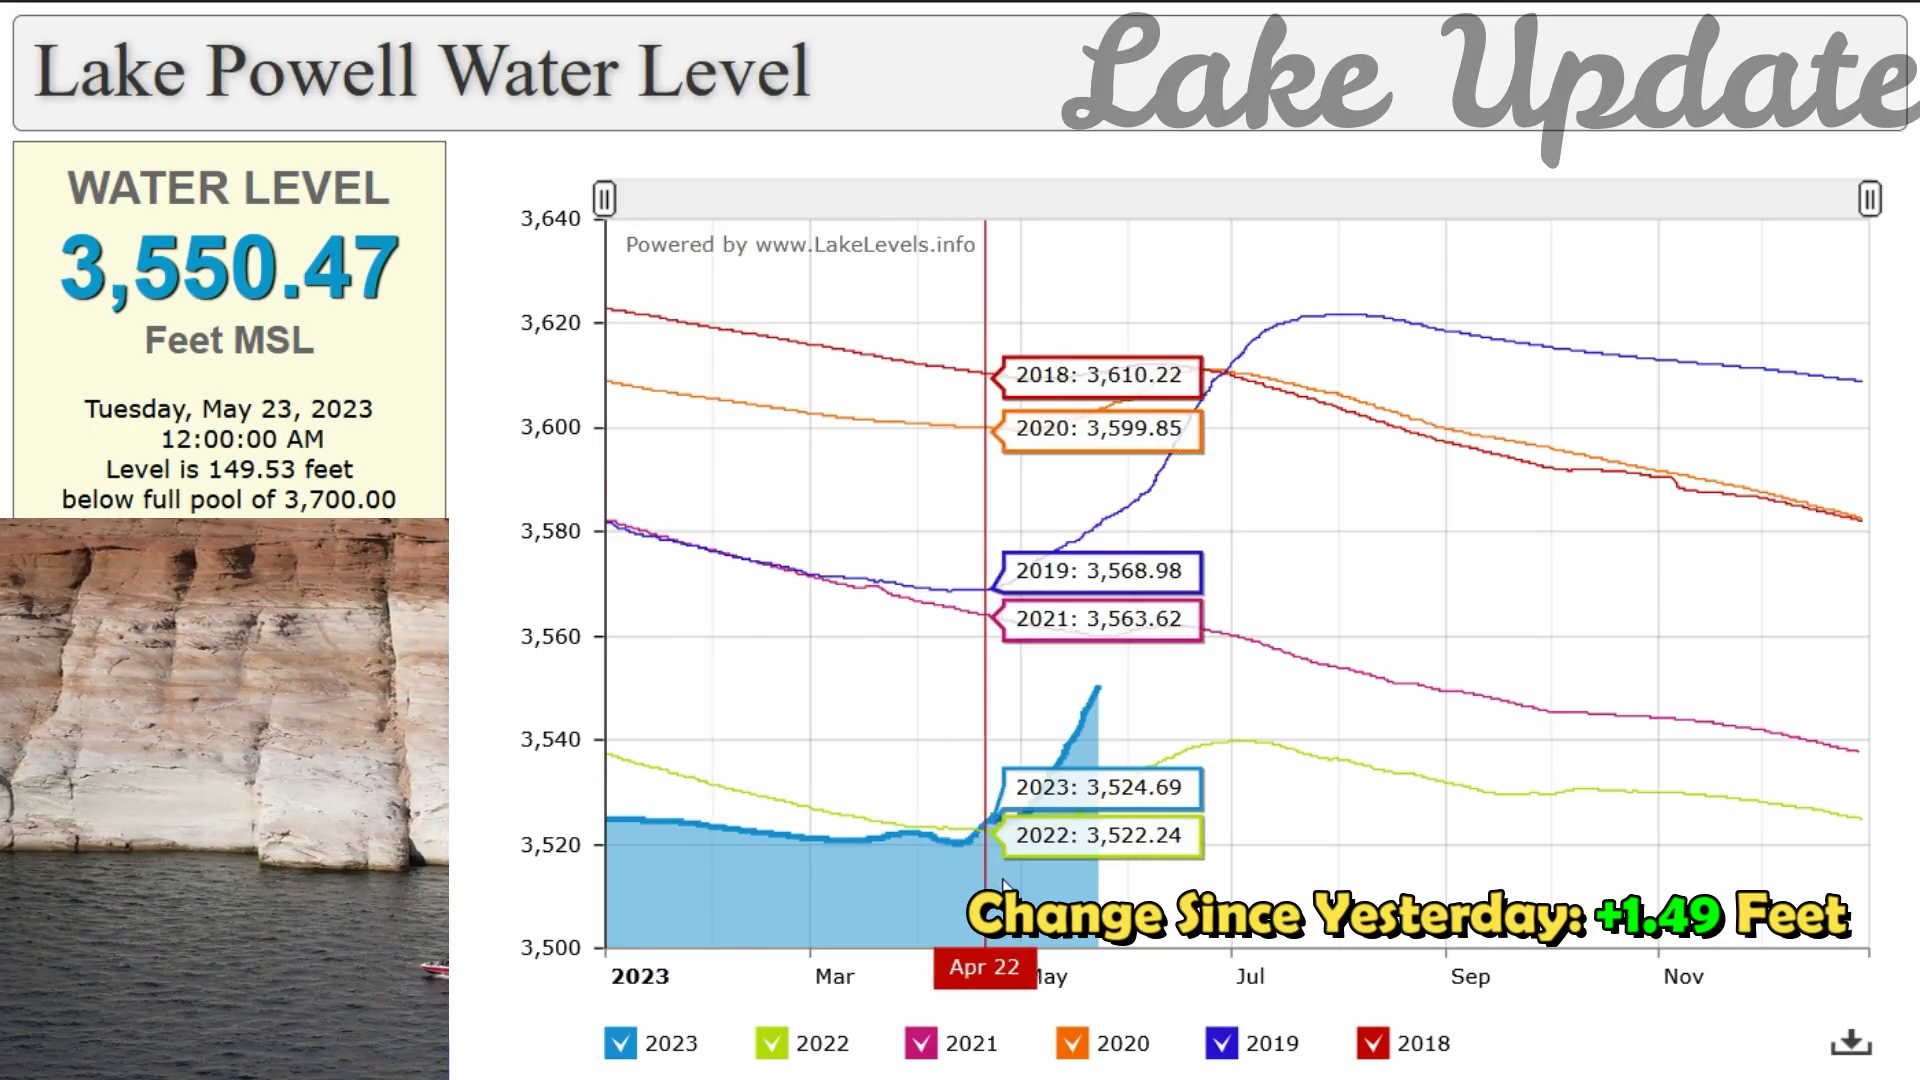 Lake Powell Water Level
Lake Update
WATER LEVEL
3,550.47
Feet MSL
Tuesday, May 23, 2023
12:00:00 AM
Level is 149.53 feet
below full pool of 3,700.00
3,640
3,620
3,600
3,580
3,560
3,540
3,520
3,500
Powered by www.LakeLevels.info
2018: 3,610.22
2020: 3,599.85
2019: 3,568.98
2021: 3,563.62
2023: 3,524.69
2022: 3,522.24
Change Since Yesterday: +1.49 Feet
2023 Mar Apr 22 May Jul Sep Nov
2023 2022 2021 2020 2019 2018